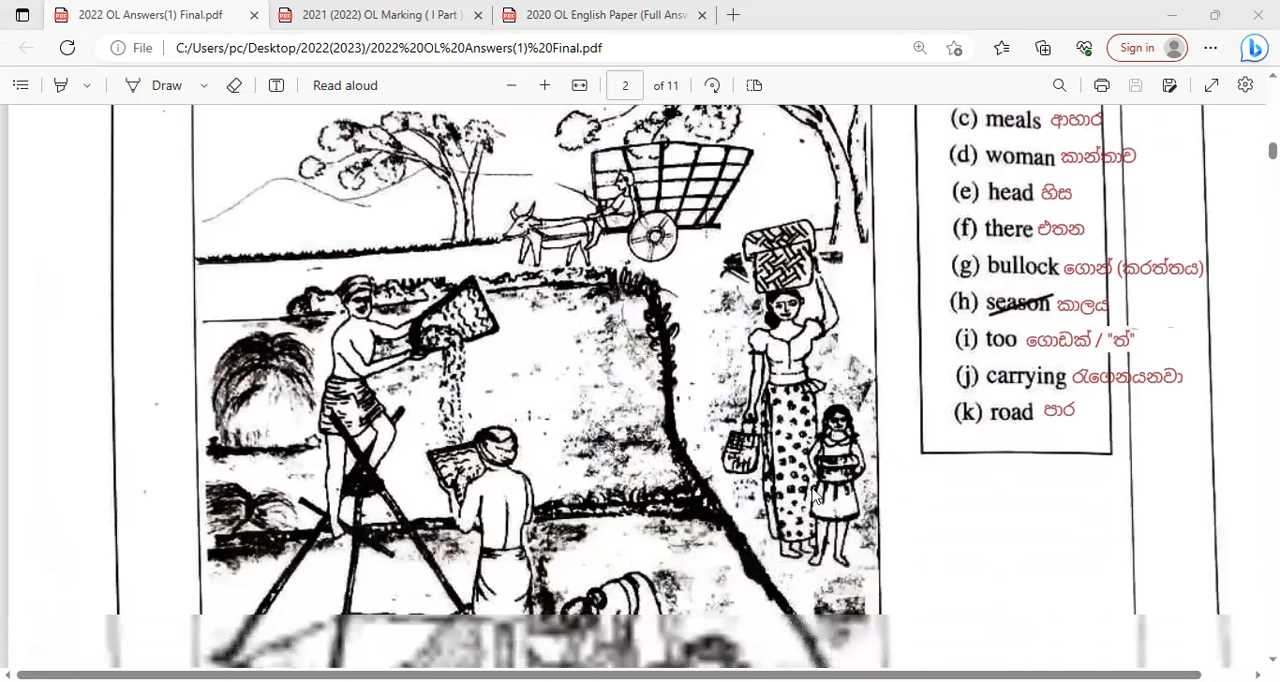 2022 OL Answers(1) Final.pdf
2021 (2022) OL Marking ( I Part )
2020 OL English Paper (Full Answ
File
C:/Users/pc/Desktop/2022(2023)/2022%20OL%20Answers(1)%20Final.pdf
Sign in
Draw
Read aloud
2 of 11
(c) meals ආහාර
(d) woman කාන්තාව
(e) head හිස
(f) there එතන
(g) bullock ගොන් (කරත්තය)
(h) season කාලය
(i) too ගොඩක් / "ත්"
(j) carrying රැගෙනයනවා
(k) road පාර